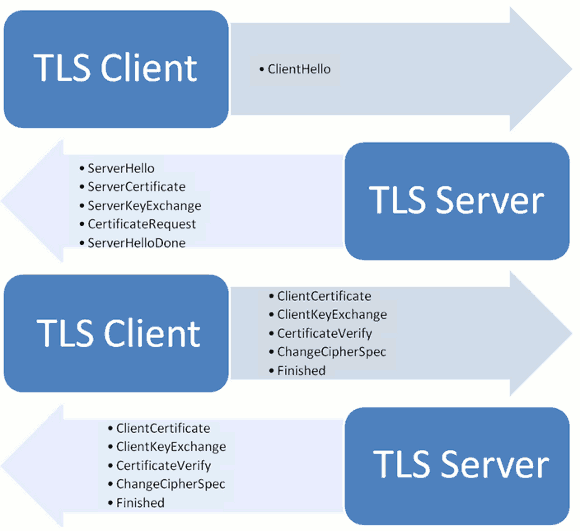 TLS Client
• ClientHello
• ServerHello
• ServerCertificate
• ServerKeyExchange
• CertificateRequest
• ServerHelloDone
TLS Server
TLS Client
• ClientCertificate
• ClientKeyExchange
• CertificateVerify
• ChangeCipherSpec
• Finished
• ClientCertificate
• ClientKeyExchange
• CertificateVerify
• ChangeCipherSpec
• Finished
TLS Server